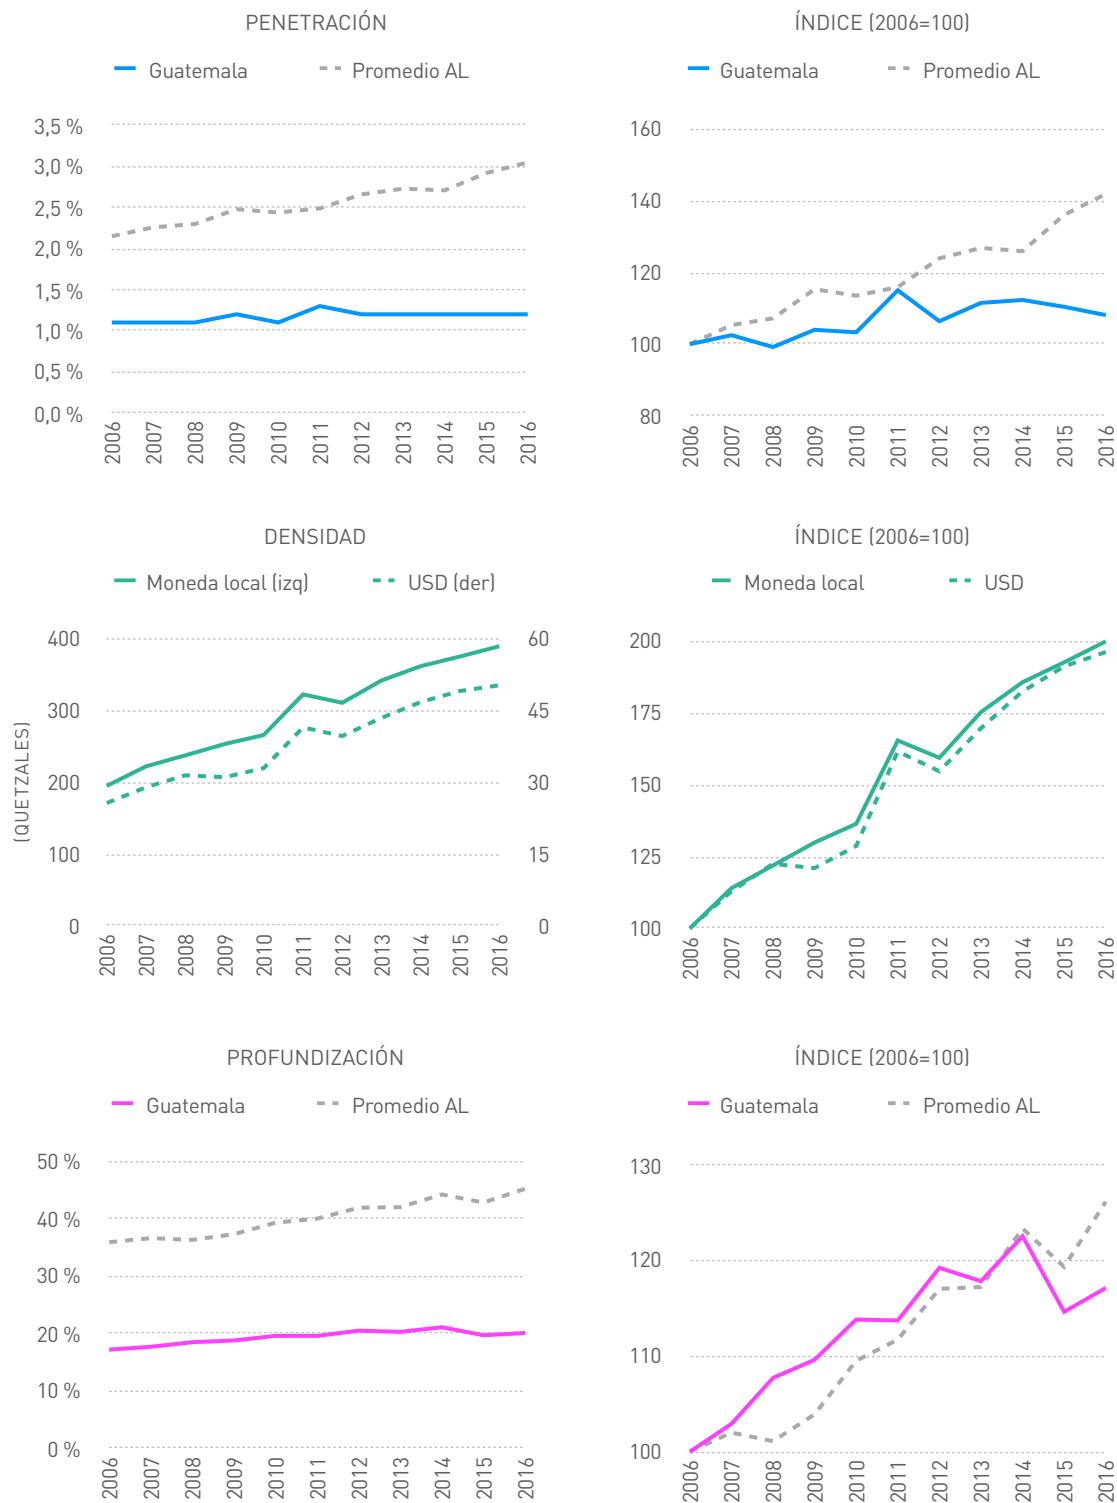 PENETRACIÓN
Guatemala Promedio AL
3,5 %
3,0 %
2,5 %
2,0 %
1,5 %
1,0 %
0,5 %
0,0 %
2006 2007 2008 2009 2010 2011 2012 2013 2014 2015 2016
ÍNDICE (2006=100)
Guatemala Promedio AL
160
140
120
100
80
2006 2007 2008 2009 2010 2011 2012 2013 2014 2015 2016
DENSIDAD
Moneda local (izq) USD (der)
(QUETZALES)
400 60
300 45
200 30
100 15
0 0
2006 2007 2008 2009 2010 2011 2012 2013 2014 2015 2016
ÍNDICE (2006=100)
Moneda local USD
200
175
150
125
100
2006 2007 2008 2009 2010 2011 2012 2013 2014 2015 2016
PROFUNDIZACIÓN
Guatemala Promedio AL
50 %
40 %
30 %
20 %
10 %
0 %
2006 2007 2008 2009 2010 2011 2012 2013 2014 2015 2016
ÍNDICE (2006=100)
Guatemala Promedio AL
130
120
110
100
2006 2007 2008 2009 2010 2011 2012 2013 2014 2015 2016